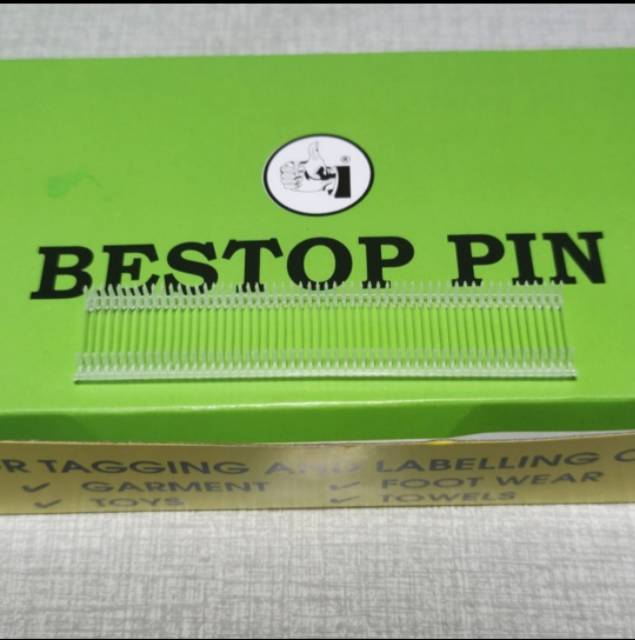 ®
BESTOP PIN
R TAGGING AND LABELLING
✓ GARMENT ✓ FOOT WEAR
✓ TOYS ✓ TOWELS